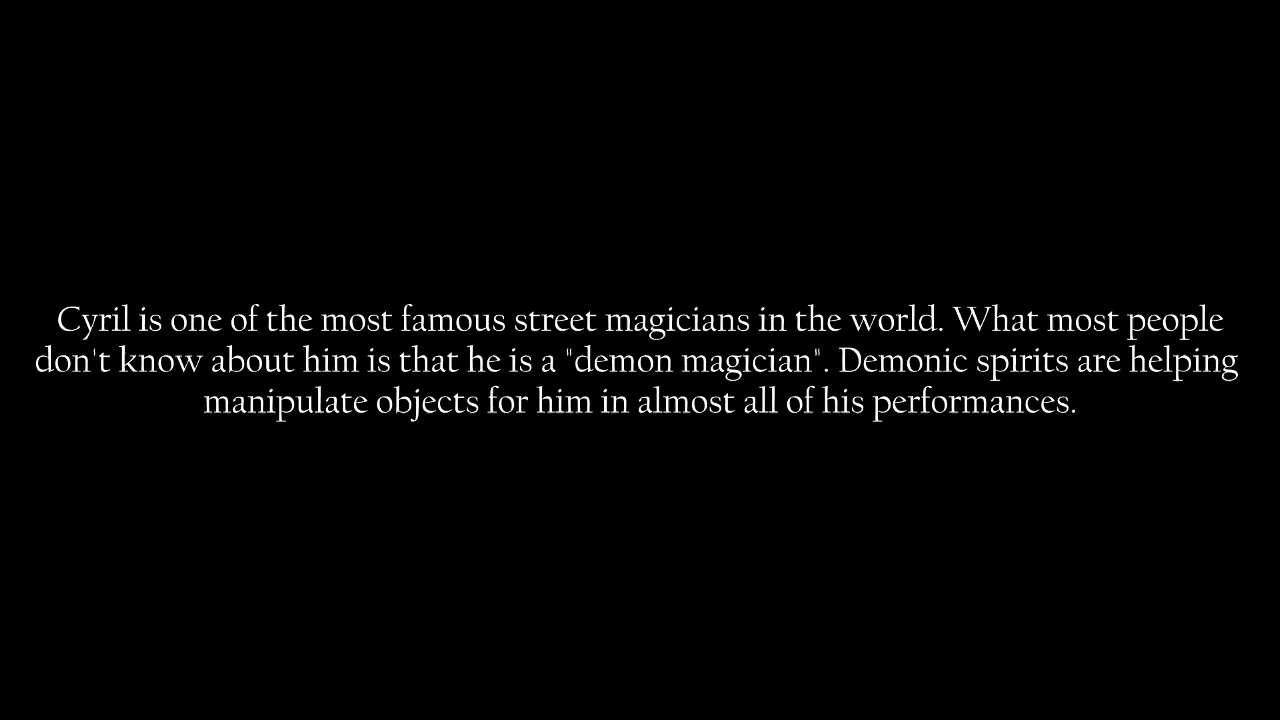 Cyril is one of the most famous street magicians in the world. What most people
don't know about him is that he is a "demon magician". Demonic spirits are helping
manipulate objects for him in almost all of his performances.